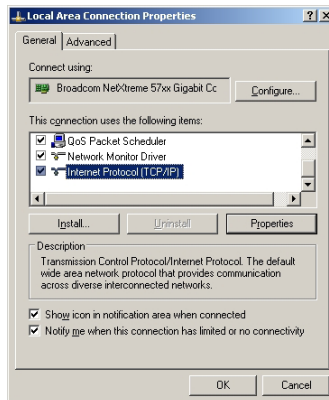 Local Area Connection Properties
General
Advanced
Connect using:
Broadcom NetXtreme 57xx Gigabit Cc
Configure...
This connection uses the following items:
QoS Packet Scheduler
Network Monitor Driver
Internet Protocol (TCP/IP)
Install...
Uninstall
Properties
Description
Transmission Control Protocol/Internet Protocol. The default
wide area network protocol that provides communication
across diverse interconnected networks.
Show icon in notification area when connected
Notify me when this connection has limited or no connectivity
OK
Cancel